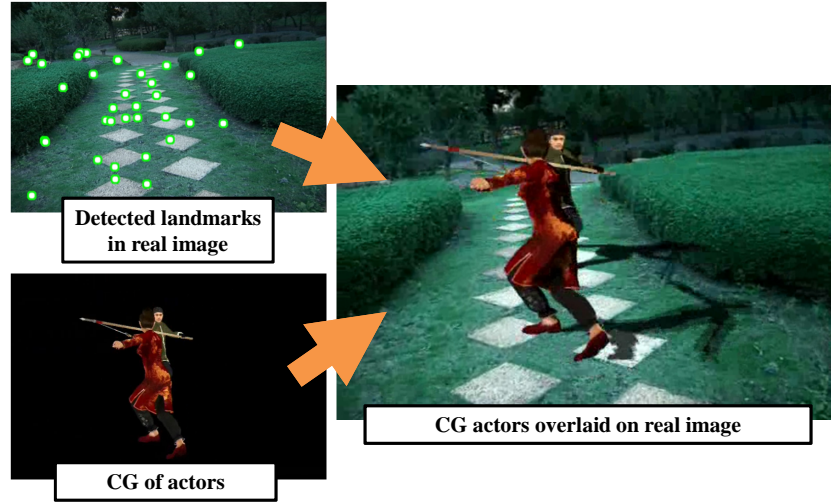 Detected landmarks
in real image
CG of actors
CG actors overlaid on real image